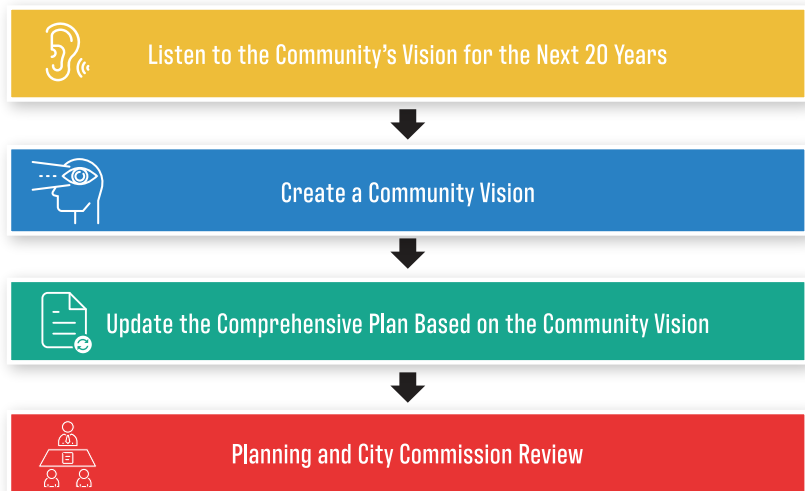 Listen to the Community's Vision for the Next 20 Years
Create a Community Vision
Update the Comprehensive Plan Based on the Community Vision
Planning and City Commission Review